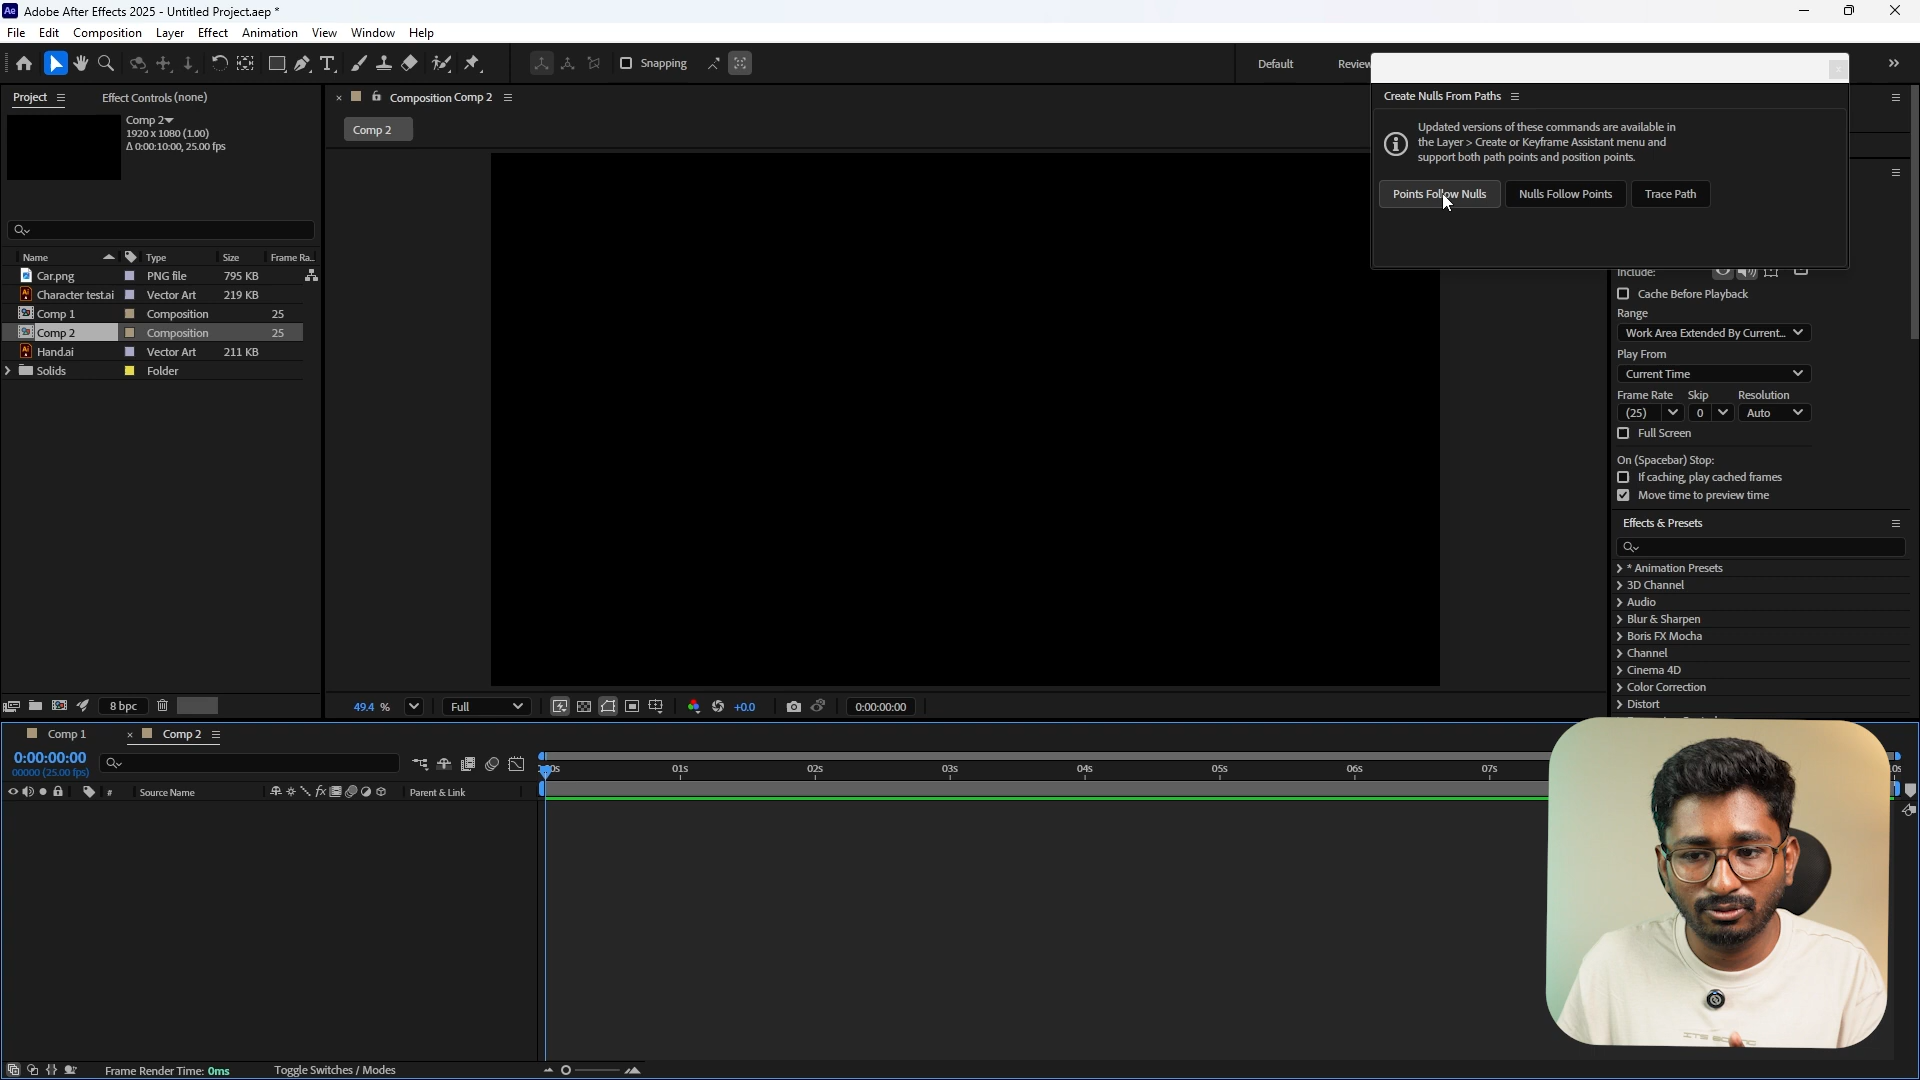 Adobe After Effects 2025 - Untitled Project.aep *
File Edit Composition Layer Effect Animation View Window Help
Snapping
Default
Review
Project
Effect Controls (none)
Composition Comp 2
Comp 2
Comp 2
1920 x 1080 (1.00)
Δ 0:00:10:00, 25.00 fps
Name Type Size Frame Ra..
Car.png PNG file 795 KB
Character test.ai Vector Art 219 KB
Comp 1 Composition 25
Comp 2 Composition 25
Hand.ai Vector Art 211 KB
Solids Folder
8 bpc
49.4 %
Full
+0.0
0:00:00:00
Create Nulls From Paths
Updated versions of these commands are available in
the Layer > Create or Keyframe Assistant menu and
support both path points and position points.
Points Follow Nulls
Nulls Follow Points
Trace Path
Include:
Cache Before Playback
Range
Work Area Extended By Current...
Play From
Current Time
Frame Rate Skip Resolution
(25) 0 Auto
Full Screen
On (Spacebar) Stop:
If caching, play cached frames
Move time to preview time
Effects & Presets
* Animation Presets
3D Channel
Audio
Blur & Sharpen
Boris FX Mocha
Channel
Cinema 4D
Color Correction
Distort
Comp 1
Comp 2
0:00:00:00
00000 (25.00 fps)
# Source Name Parent & Link
01s 02s 03s 04s 05s 06s 07s
Frame Render Time: 0ms
Toggle Switches / Modes